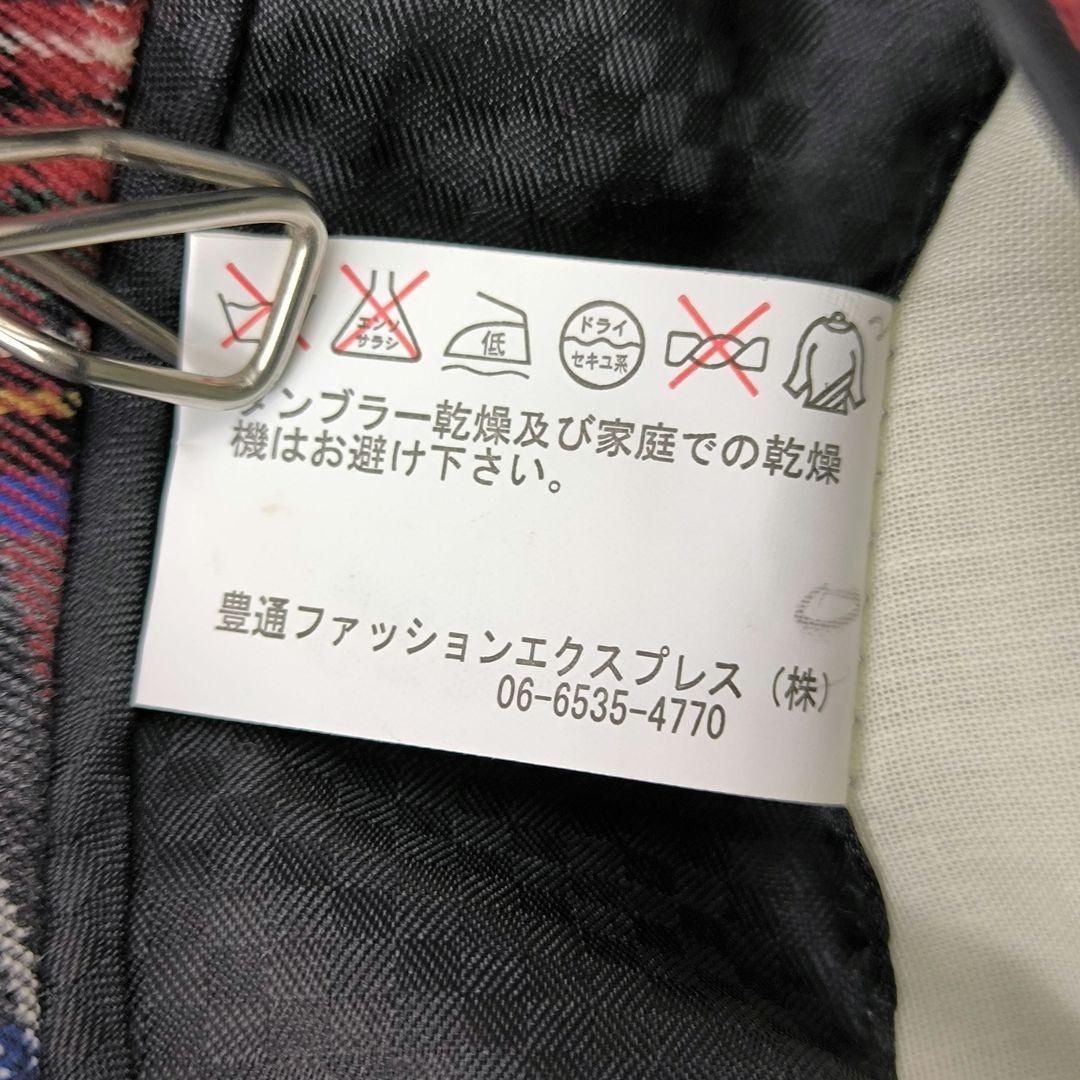 エンソ
サラシ
低
ドライ
セキユ系
タンブラー乾燥及び家庭での乾燥
機はお避け下さい。
豊通ファッションエクスプレス(株)
06-6535-4770